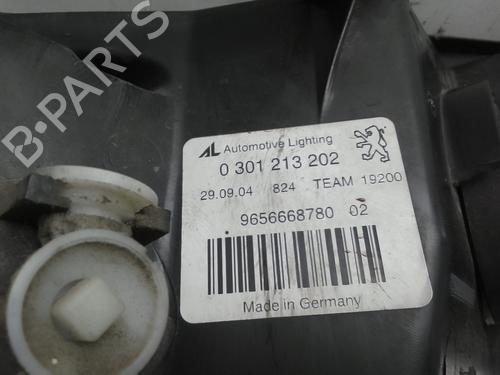 AL Automotive Lighting
0 301 213 202
29.09.04 824 TEAM 19200
9656668780 02
Made in Germany
B-PARTS